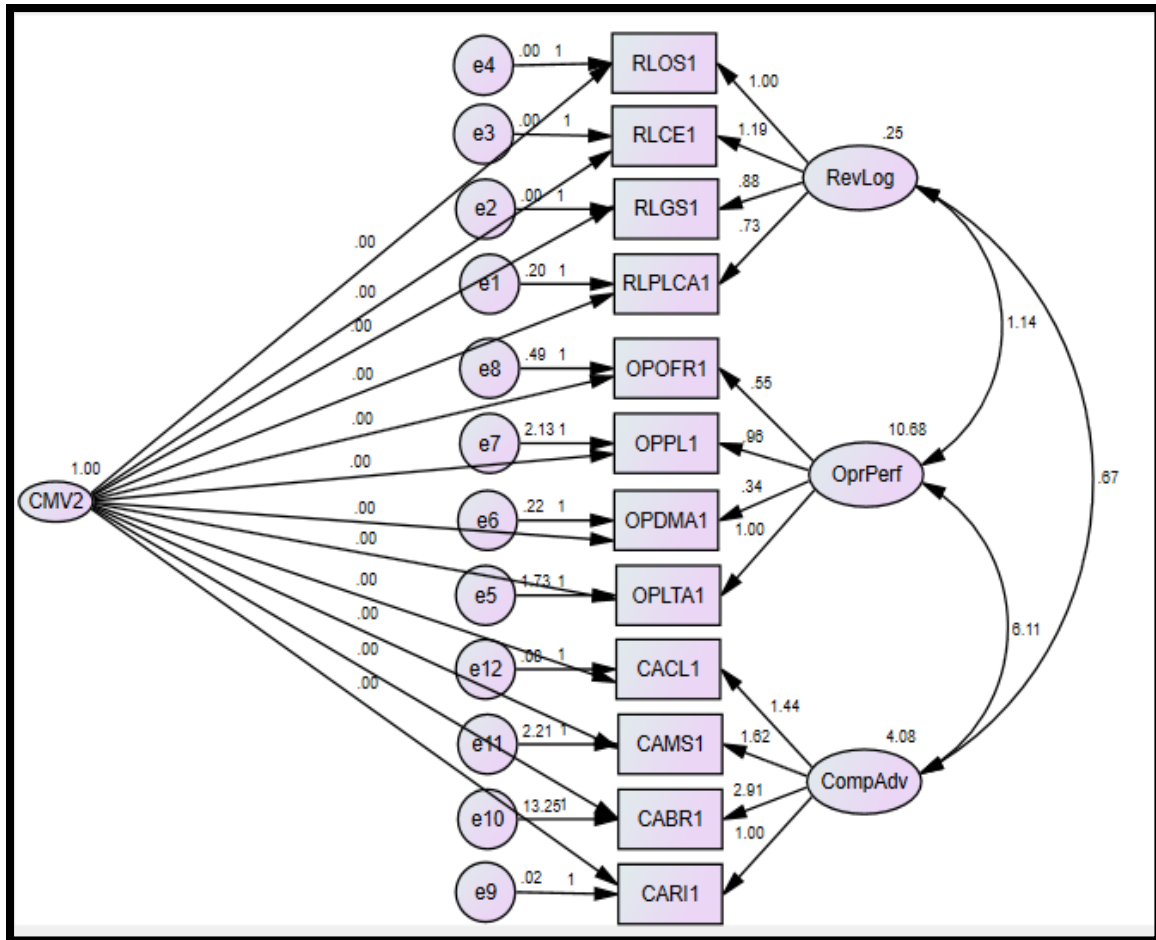 e4 .00 1 RLOS1
1.00
e3 .00 1 RLCE1
1.19
.25
RevLog
e2 .00 1 RLGS1
.88
.73
e1 .20 1 RLPLCA1
.00
.00
.00
1.14
e8 .49 1 OPOFR1
.00
.55
.00
e7 2.13 1 OPPL1
.96
10.68
OprPerf
.67
.00
1.00
CMV2
e6 .22 1 OPDMA1
.34
1.00
.00
.00
e5 1.73 1 OPLTA1
.00
.00
6.11
e12 .08 1 CACL1
.00
.00
1.44
e11 2.21 1 CAMS1
1.62
4.08
CompAdv
2.91
e10 13.25 1 CABR1
1.00
e9 .02 1 CARI1